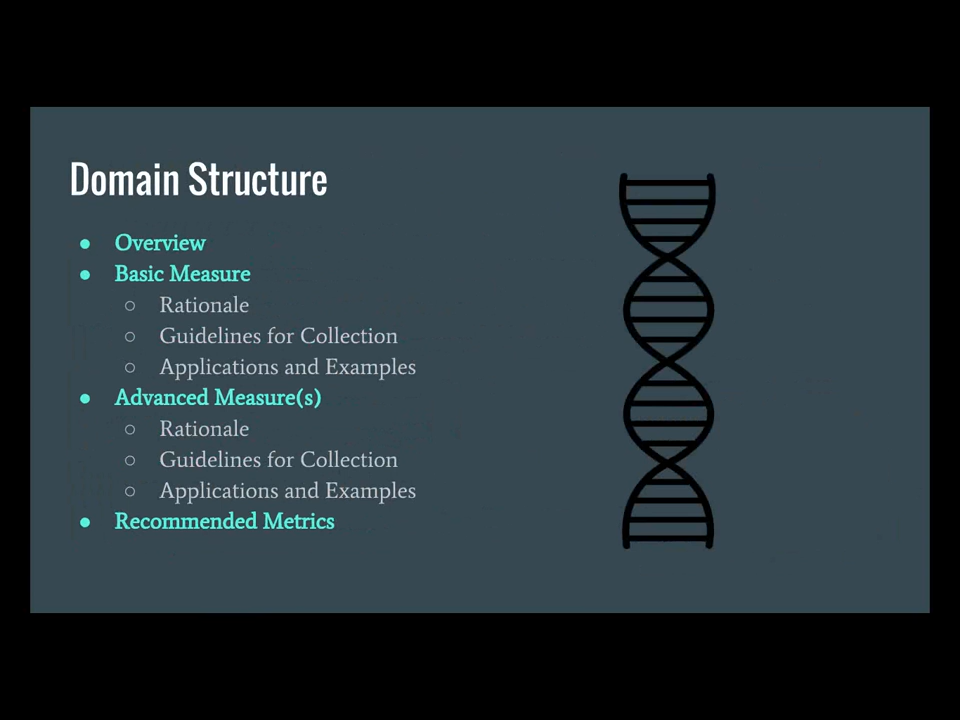 Domain Structure
● Overview
● Basic Measure
○ Rationale
○ Guidelines for Collection
○ Applications and Examples
● Advanced Measure(s)
○ Rationale
○ Guidelines for Collection
○ Applications and Examples
● Recommended Metrics